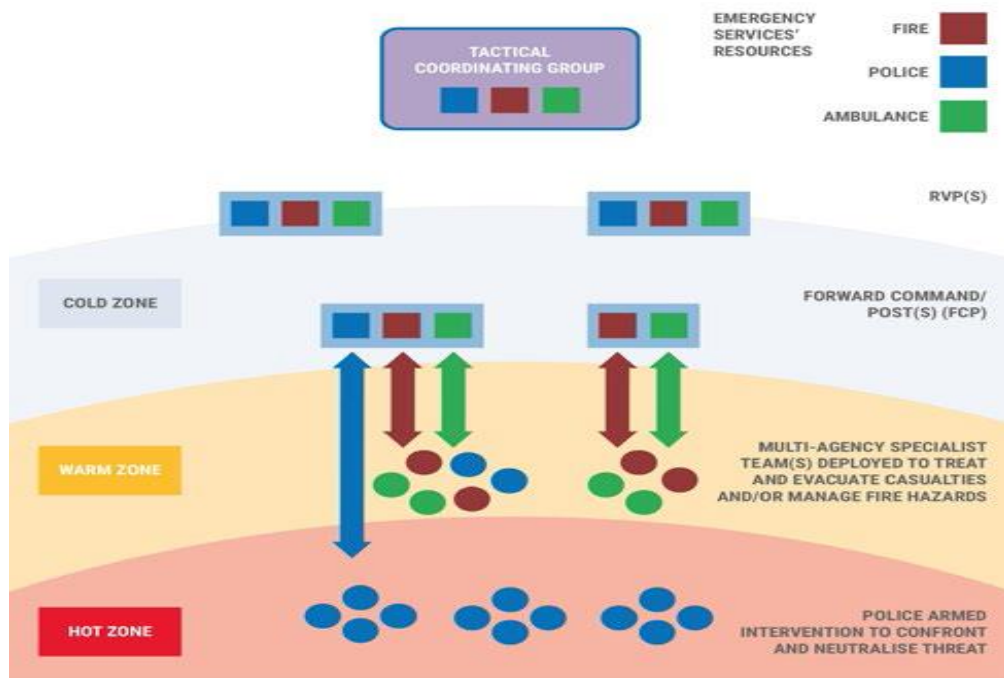 TACTICAL
COORDINATING GROUP
EMERGENCY
SERVICES'
RESOURCES
FIRE
POLICE
AMBULANCE
RVP(S)
COLD ZONE
FORWARD COMMAND/
POST(S) (FCP)
WARM ZONE
MULTI-AGENCY SPECIALIST
TEAM(S) DEPLOYED TO TREAT
AND EVACUATE CASUALTIES
AND/OR MANAGE FIRE HAZARDS
HOT ZONE
POLICE ARMED
INTERVENTION TO CONFRONT
AND NEUTRALISE THREAT